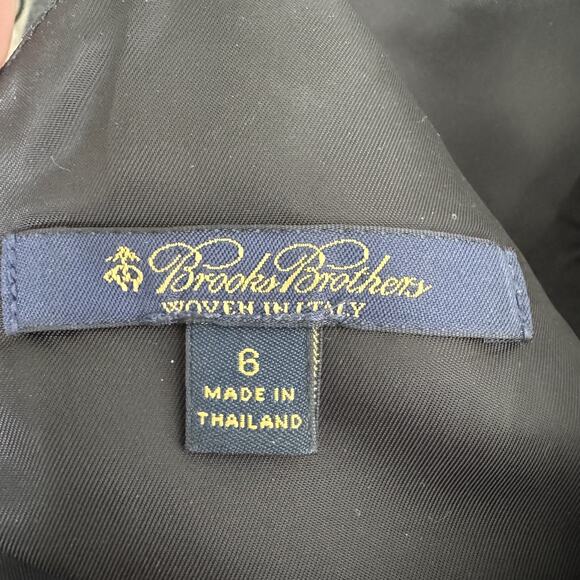 Brooks Brothers
WOVEN IN ITALY
6
MADE IN
THAILAND